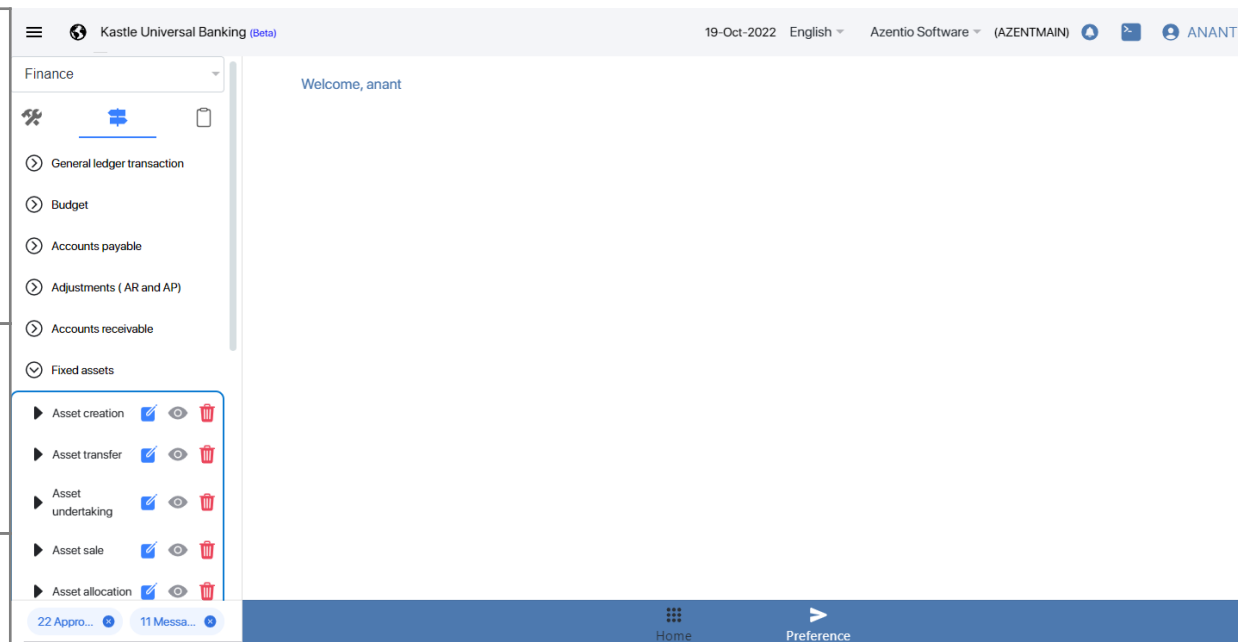 Kastle Universal Banking (Beta)
19-Oct-2022 English Azentio Software (AZENTMAIN) ANANT
Finance
Welcome, anant
General ledger transaction
Budget
Accounts payable
Adjustments ( AR and AP)
Accounts receivable
Fixed assets
Asset creation
Asset transfer
Asset
undertaking
Asset sale
Asset allocation
22 Appro... 11 Messa...
Home Preference